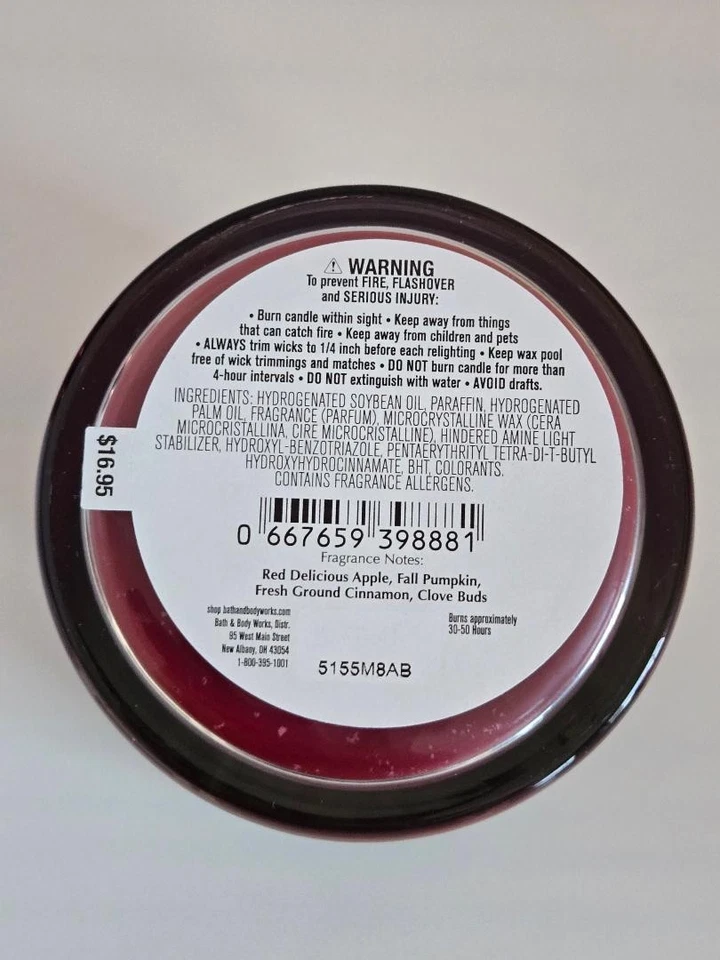 ⚠ WARNING
To prevent FIRE, FLASHOVER
and SERIOUS INJURY:
• Burn candle within sight • Keep away from things
that can catch fire • Keep away from children and pets
• ALWAYS trim wicks to 1/4 inch before each relighting • Keep wax pool
free of wick trimmings and matches • DO NOT burn candle for more than
4-hour intervals • DO NOT extinguish with water • AVOID drafts.
INGREDIENTS: HYDROGENATED SOYBEAN OIL, PARAFFIN, HYDROGENATED
PALM OIL, FRAGRANCE (PARFUM), MICROCRYSTALLINE WAX (CERA
MICROCRISTALLINA, CIRE MICROCRISTALLINE), HINDERED AMINE LIGHT
STABILIZER, HYDROXYL-BENZOTRIAZOLE, PENTAERYTHRITYL TETRA-DI-T-BUTYL
HYDROXYHYDROCINNAMATE, BHT, COLORANTS.
CONTAINS FRAGRANCE ALLERGENS.
$16.95
0 667659 398881
Fragrance Notes:
Red Delicious Apple, Fall Pumpkin,
Fresh Ground Cinnamon, Clove Buds
shop bathandbodyworks.com
Bath & Body Works, Distr.
95 West Main Street
New Albany, OH 43054
1-800-395-1001
Burns approximately
30-50 Hours
5155M8AB